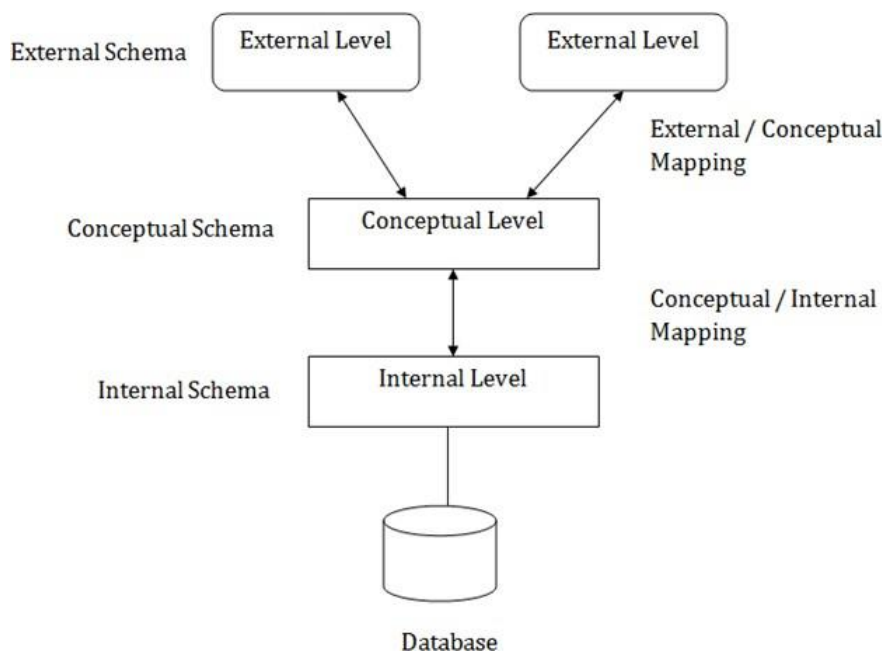 External Schema
External Level
External Level
External / Conceptual
Mapping
Conceptual Schema
Conceptual Level
Conceptual / Internal
Mapping
Internal Schema
Internal Level
Database